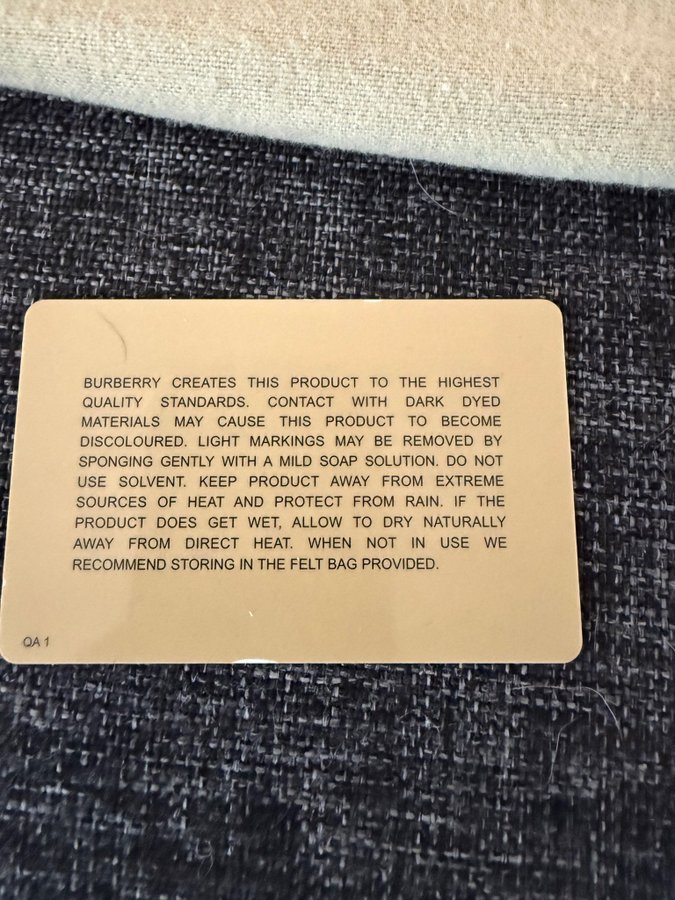 BURBERRY CREATES THIS PRODUCT TO THE HIGHEST
QUALITY STANDARDS. CONTACT WITH DARK DYED
MATERIALS MAY CAUSE THIS PRODUCT TO BECOME
DISCOLOURED. LIGHT MARKINGS MAY BE REMOVED BY
SPONGING GENTLY WITH A MILD SOAP SOLUTION. DO NOT
USE SOLVENT. KEEP PRODUCT AWAY FROM EXTREME
SOURCES OF HEAT AND PROTECT FROM RAIN. IF THE
PRODUCT DOES GET WET, ALLOW TO DRY NATURALLY
AWAY FROM DIRECT HEAT. WHEN NOT IN USE WE
RECOMMEND STORING IN THE FELT BAG PROVIDED.
QA 1